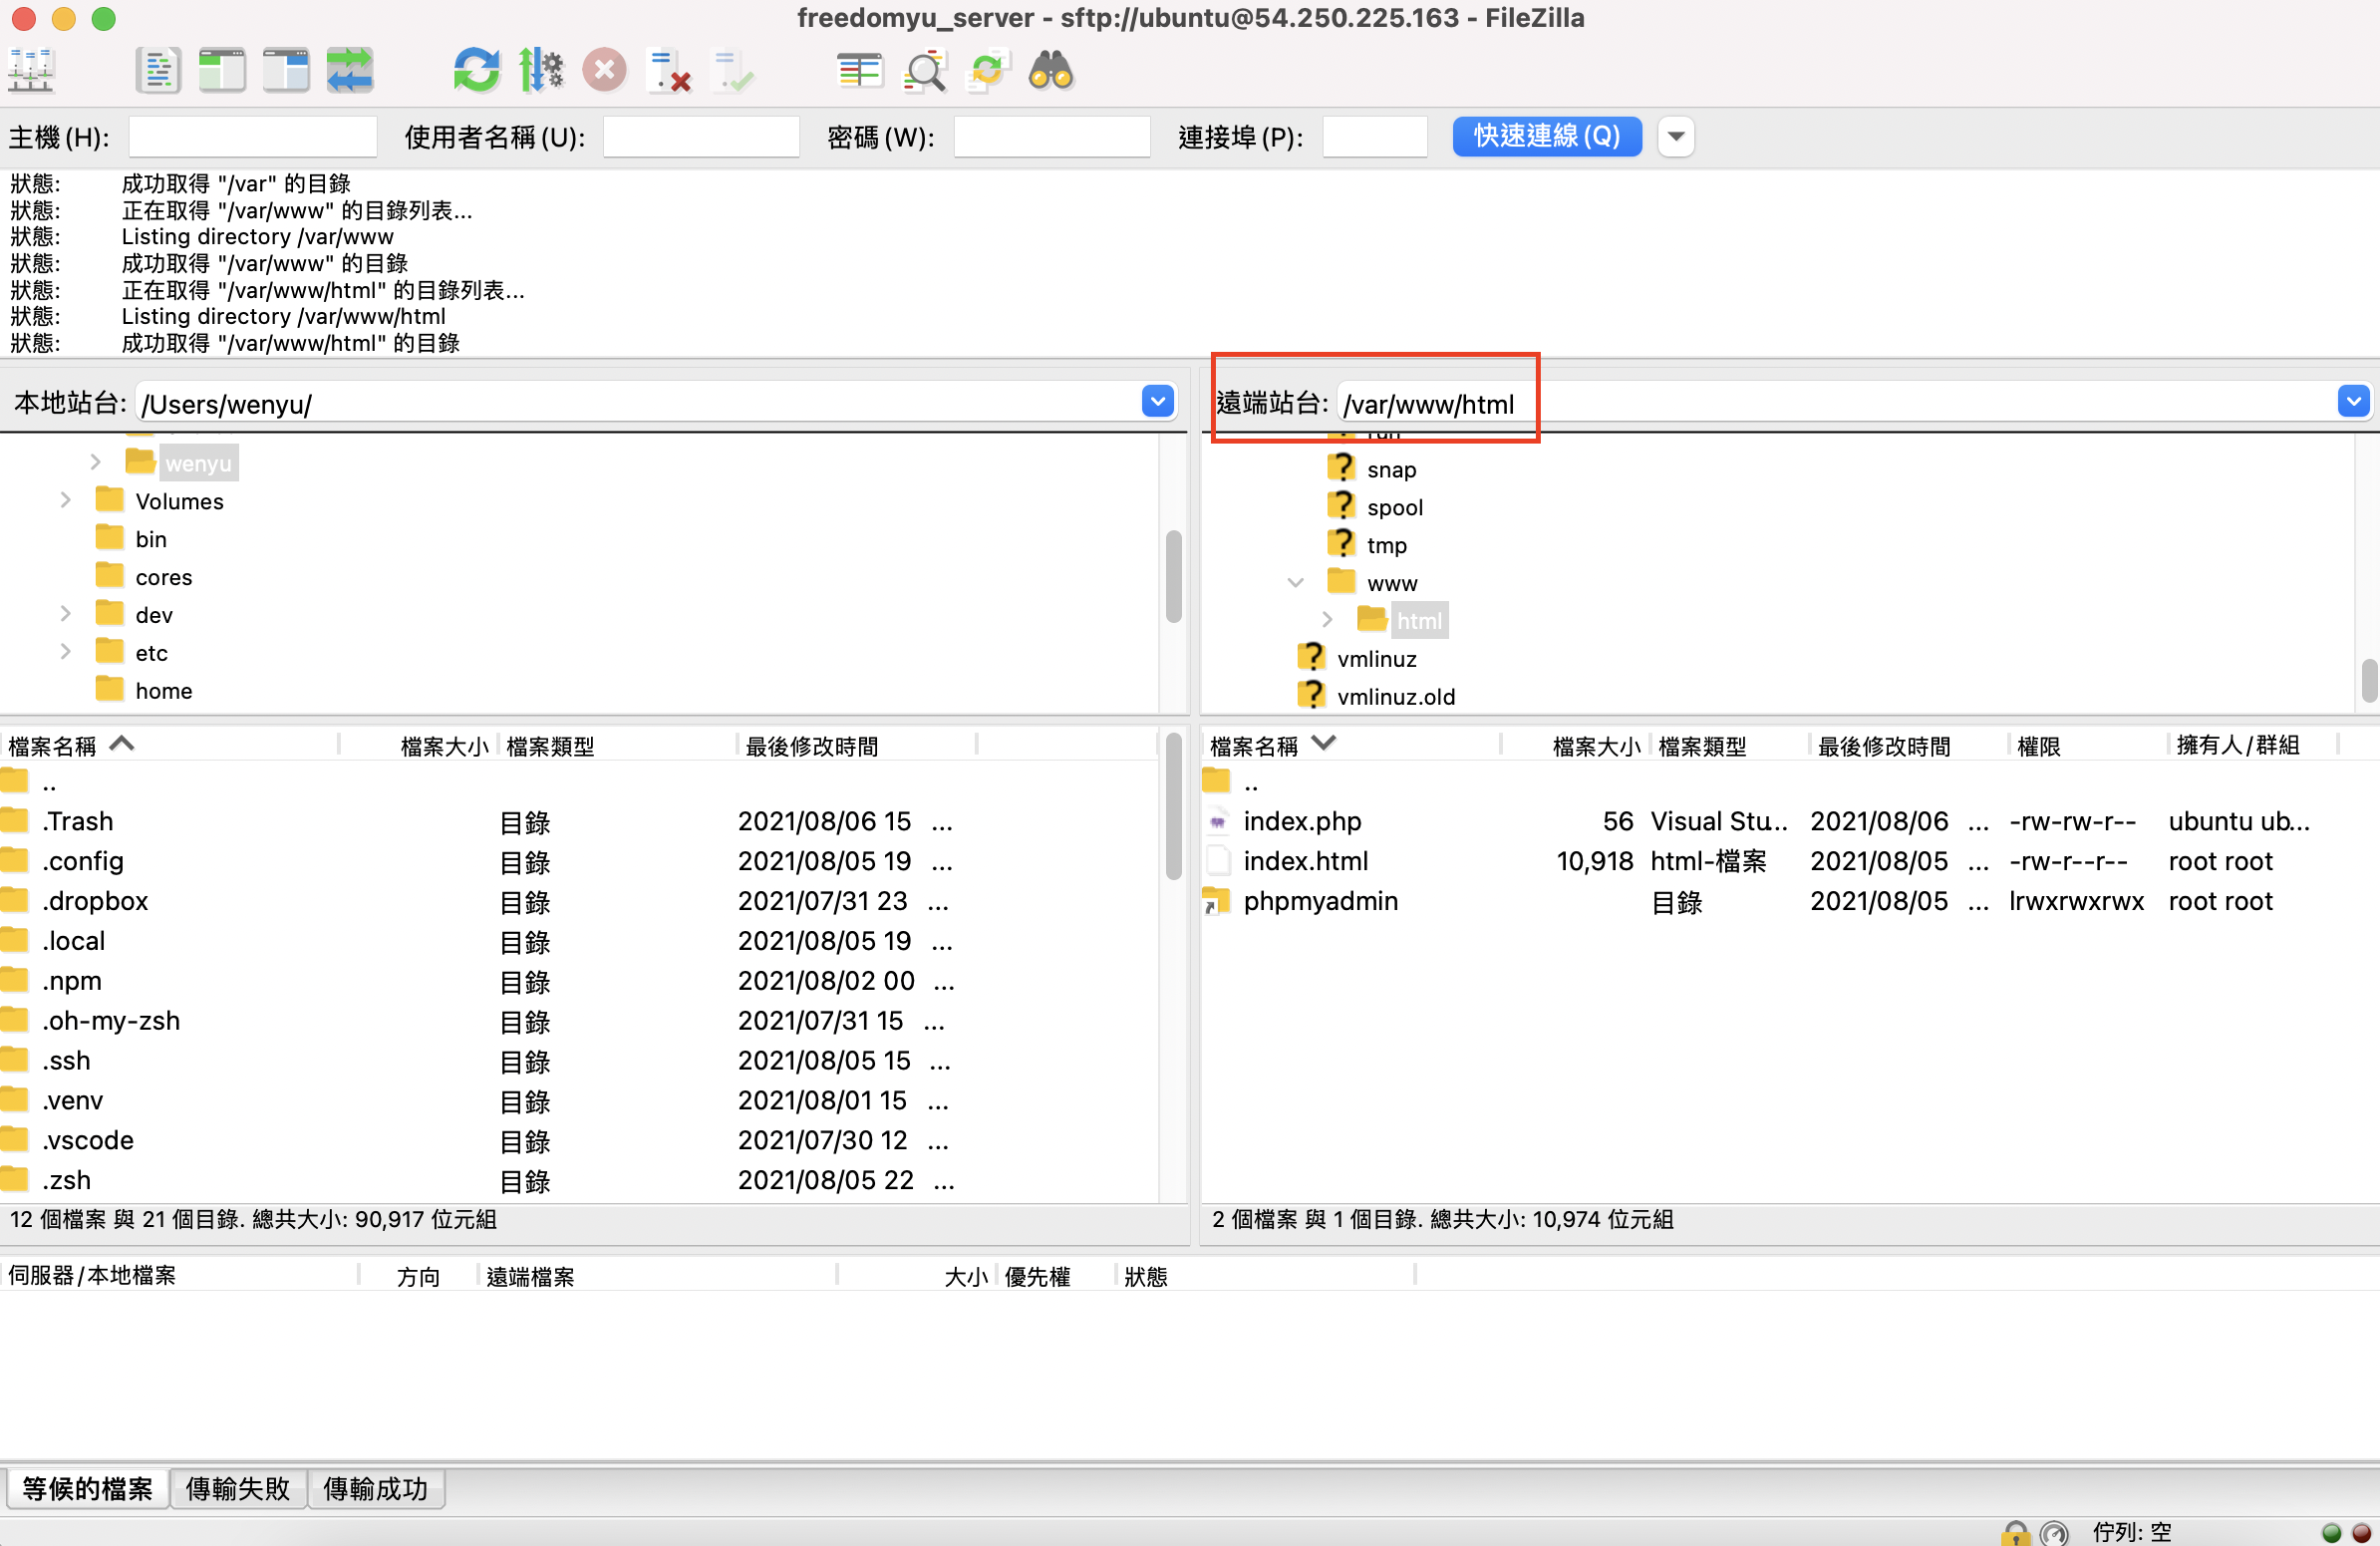 freedomyu_server - sftp://ubuntu@54.250.225.163 - FileZilla
主機(H): 使用者名稱(U): 密碼(W): 連接埠(P): 快速連線(Q)
狀態: 成功取得 "/var" 的目錄
狀態: 正在取得 "/var/www" 的目錄列表...
狀態: Listing directory /var/www
狀態: 成功取得 "/var/www" 的目錄
狀態: 正在取得 "/var/www/html" 的目錄列表...
狀態: Listing directory /var/www/html
狀態: 成功取得 "/var/www/html" 的目錄
本地站台: /Users/wenyu/
wenyu
Volumes
bin
cores
dev
etc
home
遠端站台: /var/www/html
snap
spool
tmp
www
html
vmlinuz
vmlinuz.old
檔案名稱 檔案大小 檔案類型 最後修改時間
..
.Trash 目錄 2021/08/06 15 ...
.config 目錄 2021/08/05 19 ...
.dropbox 目錄 2021/07/31 23 ...
.local 目錄 2021/08/05 19 ...
.npm 目錄 2021/08/02 00 ...
.oh-my-zsh 目錄 2021/07/31 15 ...
.ssh 目錄 2021/08/05 15 ...
.venv 目錄 2021/08/01 15 ...
.vscode 目錄 2021/07/30 12 ...
.zsh 目錄 2021/08/05 22 ...
12 個檔案 與 21 個目錄. 總共大小: 90,917 位元組
檔案名稱 檔案大小 檔案類型 最後修改時間 權限 擁有人/群組
..
index.php 56 Visual Stu... 2021/08/06 ... -rw-rw-r-- ubuntu ub...
index.html 10,918 html-檔案 2021/08/05 ... -rw-r--r-- root root
phpmyadmin 目錄 2021/08/05 ... lrwxrwxrwx root root
2 個檔案 與 1 個目錄. 總共大小: 10,974 位元組
伺服器/本地檔案 方向 遠端檔案 大小 優先權 狀態
等候的檔案 傳輸失敗 傳輸成功
佇列: 空